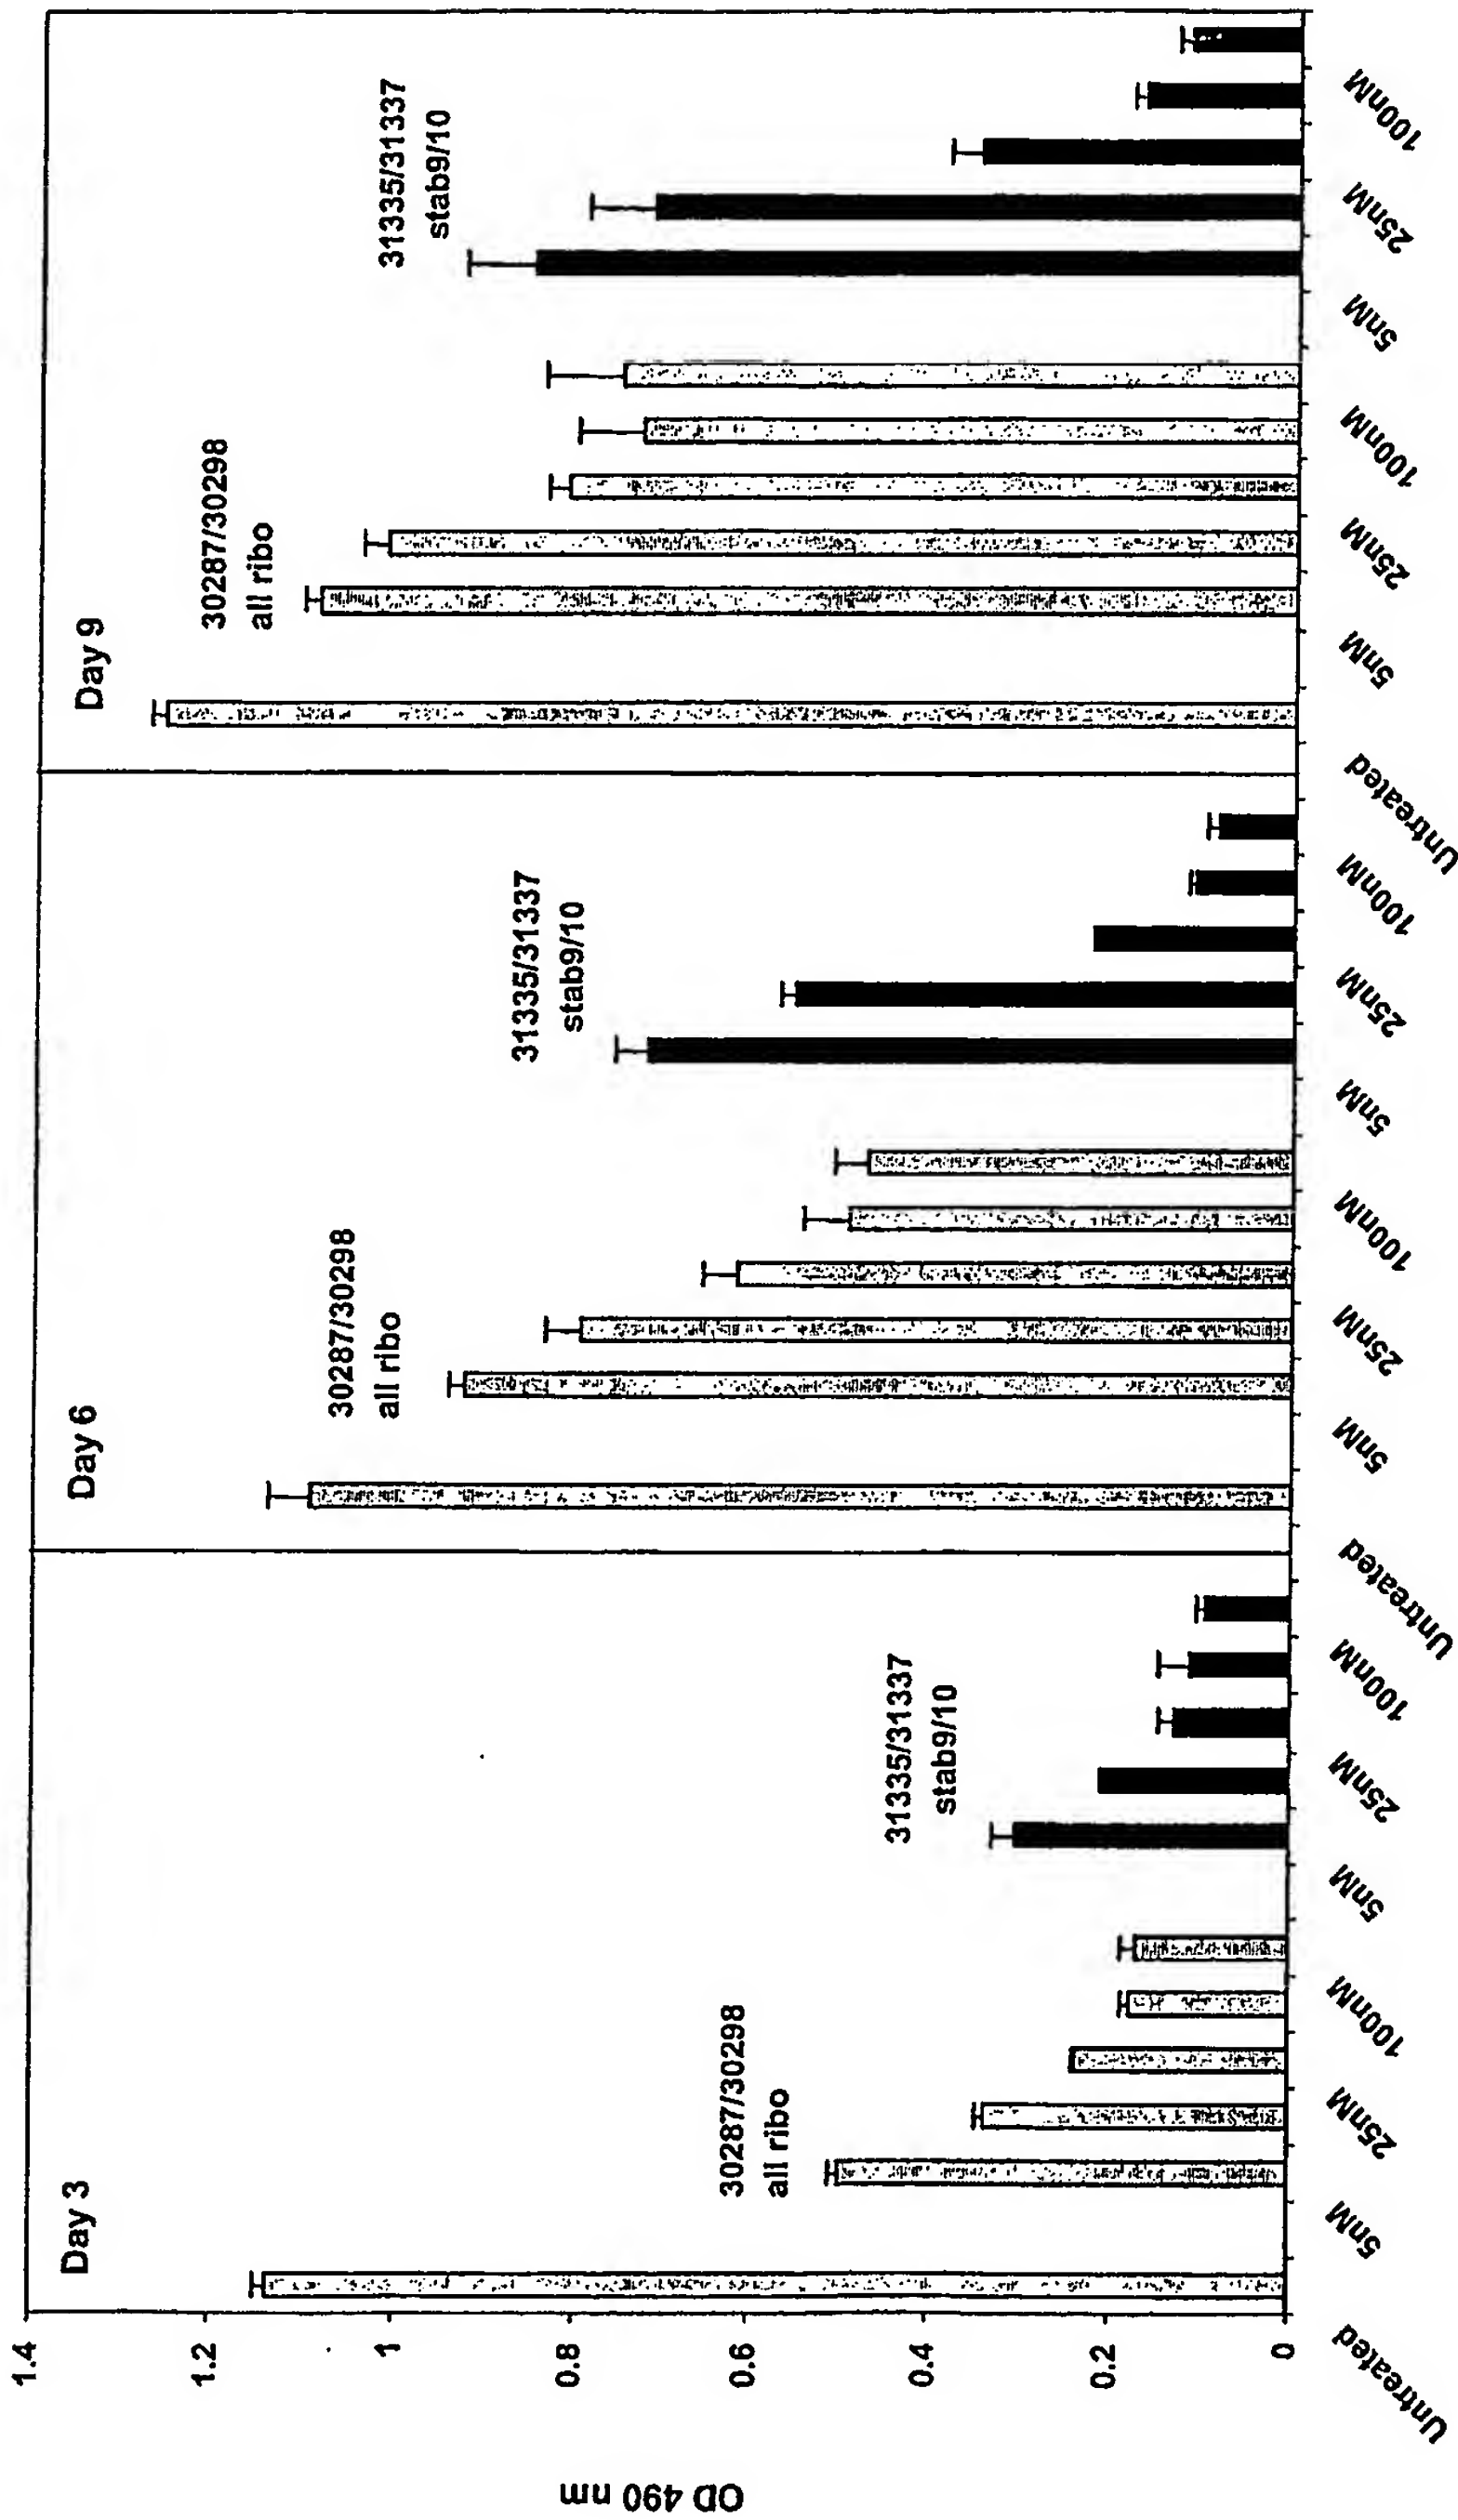 OD 490 nm
1.4
1.2
1
0.8
0.6
0.4
0.2
0
Day 3
30287/30298
all ribo
31335/31337
stab9/10
Day 6
30287/30298
all ribo
31335/31337
stab9/10
Day 9
30287/30298
all ribo
31335/31337
stab9/10
Untreated
5nM
25nM
100nM
5nM
25nM
100nM
Untreated
5nM
25nM
100nM
5nM
25nM
100nM
Untreated
5nM
25nM
100nM
5nM
25nM
100nM